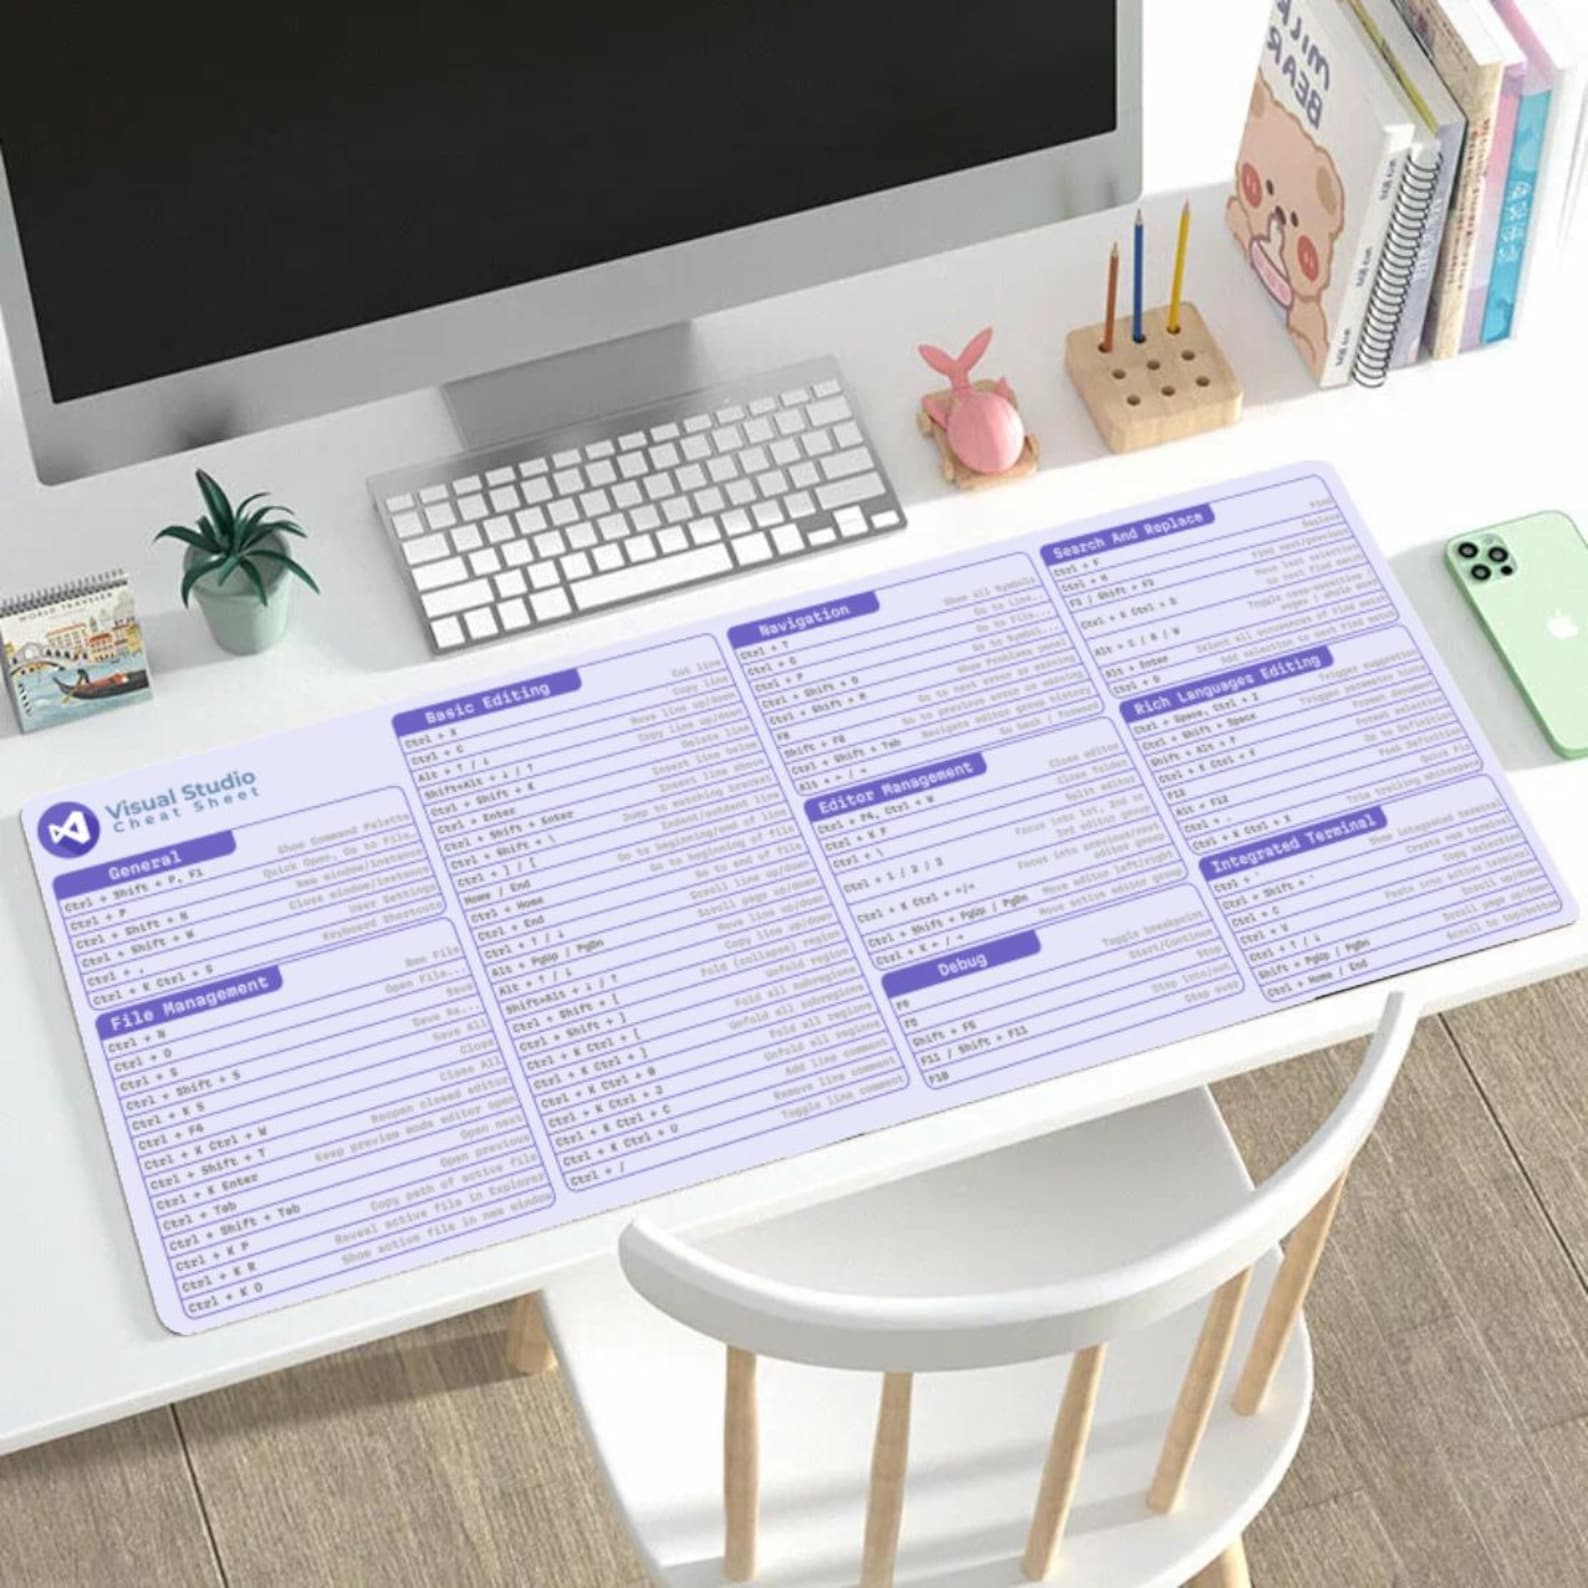 MILK
BEAR
WORLD TRAVELER
Visual Studio
Cheat Sheet
General
Ctrl + Shift + P, F1 Show Command Palette
Ctrl + P Quick Open, Go to File...
Ctrl + Shift + N New window/instance
Ctrl + Shift + W Close window/instance
Ctrl + , User Settings
Ctrl + K Ctrl + S Keyboard Shortcuts
File Management
Ctrl + N New File
Ctrl + O Open File...
Ctrl + S Save
Ctrl + Shift + S Save As...
Ctrl + K S Save All
Ctrl + F4 Close
Ctrl + K Ctrl + W Close All
Ctrl + Shift + T Reopen closed editor
Ctrl + K Enter Keep preview mode editor open
Ctrl + Tab Open next
Ctrl + Shift + Tab Open previous
Ctrl + K P Copy path of active file
Ctrl + K R Reveal active file in Explorer
Ctrl + K O Show active file in new window
Basic Editing
Ctrl + X Cut line
Ctrl + C Copy line
Alt + ↑ / ↓ Move line up/down
Shift+Alt + ↓ / ↑ Copy line up/down
Ctrl + Shift + K Delete line
Ctrl + Enter Insert line below
Ctrl + Shift + Enter Insert line above
Ctrl + Shift + \ Jump to matching bracket
Ctrl + ] / [ Indent/outdent line
Home / End Go to beginning/end of line
Ctrl + Home Go to beginning of file
Ctrl + End Go to end of file
Ctrl + ↑ / ↓ Scroll line up/down
Alt + PgUp / PgDn Scroll page up/down
Alt + ↑ / ↓ Move line up/down
Shift+Alt + ↓ / ↑ Copy line up/down
Ctrl + Shift + [ Fold (collapse) region
Ctrl + Shift + ] Unfold region
Ctrl + K Ctrl + [ Fold all subregions
Ctrl + K Ctrl + ] Unfold all subregions
Ctrl + K Ctrl + 0 Fold all regions
Ctrl + K Ctrl + J Unfold all regions
Ctrl + K Ctrl + C Add line comment
Ctrl + K Ctrl + U Remove line comment
Ctrl + / Toggle line comment
Navigation
Ctrl + T Show all Symbols
Ctrl + G Go to Line...
Ctrl + P Go to File...
Ctrl + Shift + O Go to Symbol...
Ctrl + Shift + M Show Problems panel
F8 Go to next error or warning
Shift + F8 Go to previous error or warning
Ctrl + Shift + Tab Navigate editor group history
Alt + ← / → Go back / forward
Editor Management
Ctrl + F4, Ctrl + W Close editor
Ctrl + K F Close folder
Ctrl + \ Split editor
Ctrl + 1 / 2 / 3 Focus into 1st, 2nd or
3rd editor group
Ctrl + K Ctrl + ←/→ Focus into previous/next
editor group
Ctrl + Shift + PgUp / PgDn Move editor left/right
Ctrl + K ← / → Move active editor group
Debug
F9 Toggle breakpoint
F5 Start/Continue
Shift + F5 Stop
F11 / Shift + F11 Step into/out
F10 Step over
Search And Replace
Ctrl + F Find
Ctrl + H Replace
F3 / Shift + F3 Find next/previous
Ctrl + K Ctrl + D Move last selection
to next Find match
Alt + C / R / W Toggle case-sensitive /
regex / whole word
Alt + Enter Select all occurences of Find match
Ctrl + D Add selection to next Find match
Rich Languages Editing
Ctrl + Space, Ctrl + I Trigger suggestion
Ctrl + Shift + Space Trigger parameter hints
Shift + Alt + F Format document
Ctrl + K Ctrl + F Format selection
F12 Go to Definition
Alt + F12 Peek Definition
Ctrl + . Quick Fix
Ctrl + K Ctrl + X Trim trailing whitespace
Integrated Terminal
Ctrl + ` Show integrated terminal
Ctrl + Shift + ` Create new terminal
Ctrl + C Copy selection
Ctrl + V Paste into active terminal
Ctrl + ↑ / ↓ Scroll up/down
Shift + PgUp / PgDn Scroll page up/down
Ctrl + Home / End Scroll to top/bottom